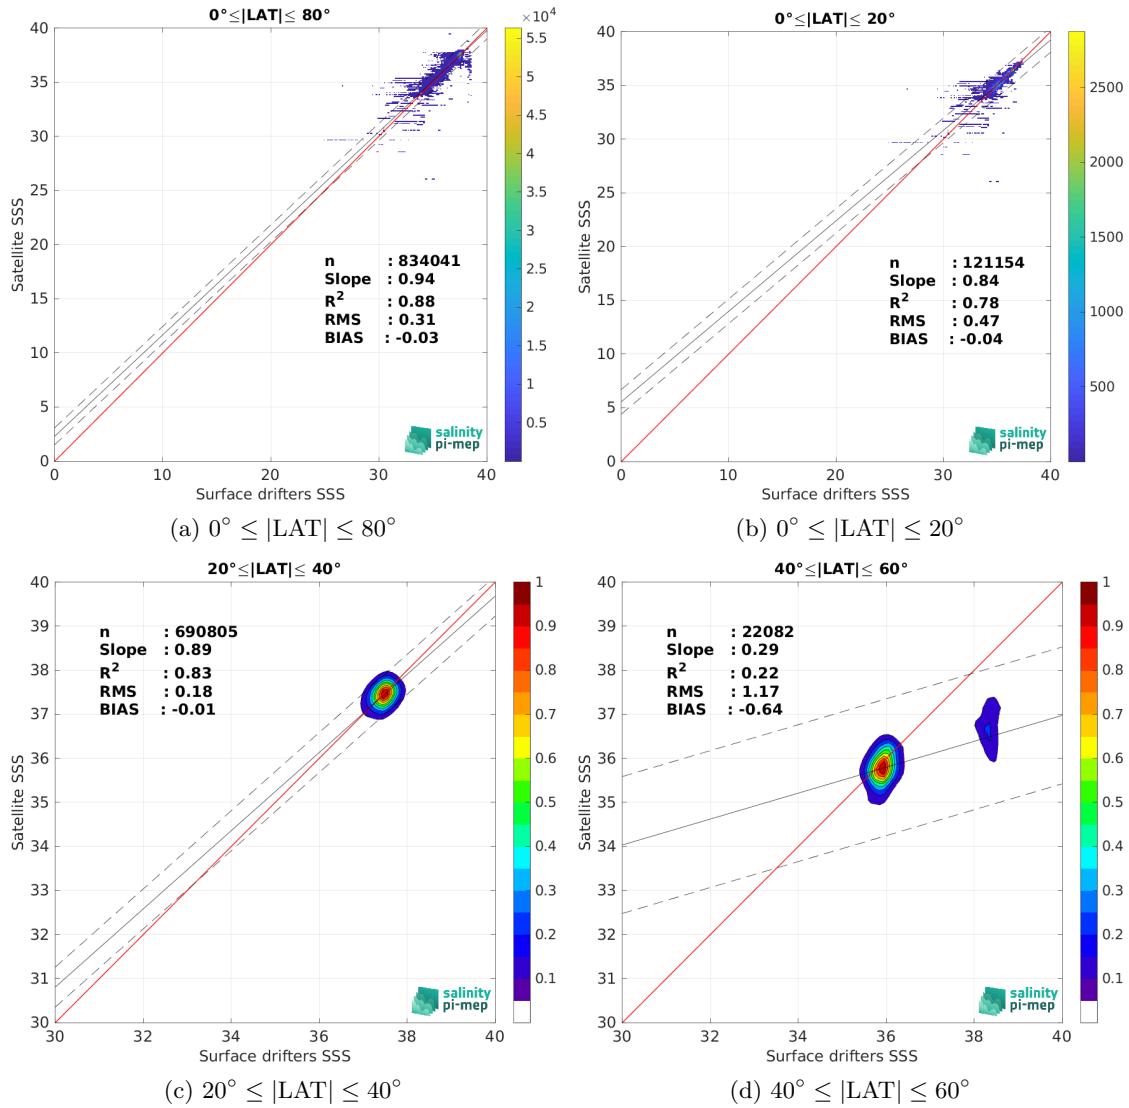 0°≤|LAT|≤ 80°
×10⁴
40
35
30
25
20
15
10
5
0
Satellite SSS
n : 834041
Slope : 0.94
R² : 0.88
RMS : 0.31
BIAS : -0.03
salinity
pi-mep
0 10 20 30 40
Surface drifters SSS
5.5
5
4.5
4
3.5
3
2.5
2
1.5
1
0.5
(a) 0° ≤ |LAT| ≤ 80°
0°≤|LAT|≤ 20°
40
35
30
25
20
15
10
5
0
Satellite SSS
n : 121154
Slope : 0.84
R² : 0.78
RMS : 0.47
BIAS : -0.04
salinity
pi-mep
0 10 20 30 40
Surface drifters SSS
2500
2000
1500
1000
500
(b) 0° ≤ |LAT| ≤ 20°
20°≤|LAT|≤ 40°
40
39
38
37
36
35
34
33
32
31
30
Satellite SSS
n : 690805
Slope : 0.89
R² : 0.83
RMS : 0.18
BIAS : -0.01
salinity
pi-mep
30 32 34 36 38 40
Surface drifters SSS
1
0.9
0.8
0.7
0.6
0.5
0.4
0.3
0.2
0.1
(c) 20° ≤ |LAT| ≤ 40°
40°≤|LAT|≤ 60°
40
39
38
37
36
35
34
33
32
31
30
Satellite SSS
n : 22082
Slope : 0.29
R² : 0.22
RMS : 1.17
BIAS : -0.64
salinity
pi-mep
30 32 34 36 38 40
Surface drifters SSS
1
0.9
0.8
0.7
0.6
0.5
0.4
0.3
0.2
0.1
(d) 40° ≤ |LAT| ≤ 60°